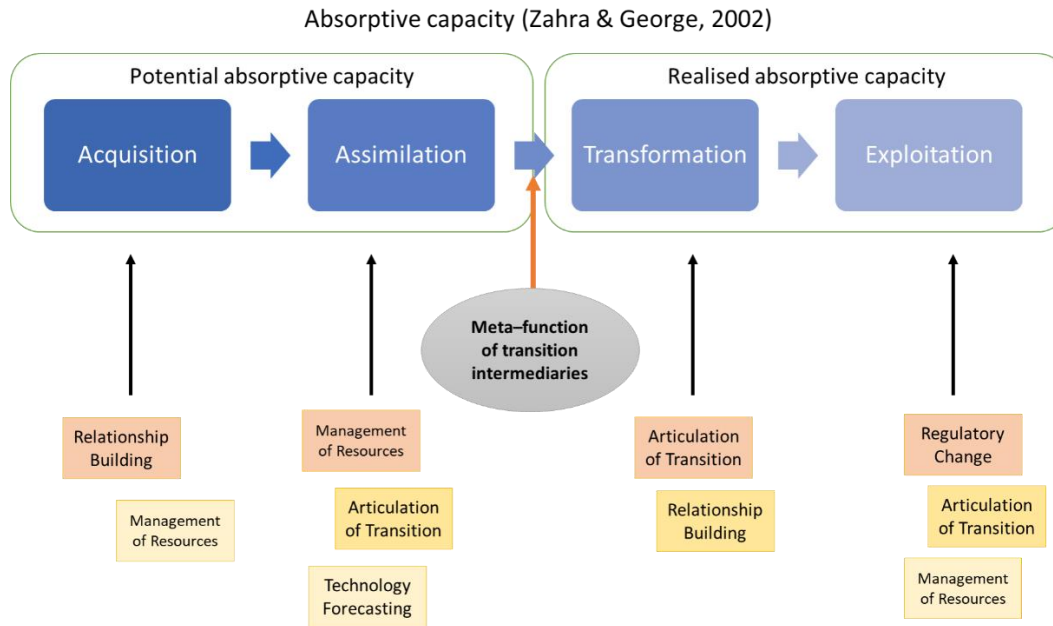 Absorptive capacity (Zahra & George, 2002)
Potential absorptive capacity
Realised absorptive capacity
Acquisition
Assimilation
Transformation
Exploitation
Meta–function
of transition
intermediaries
Relationship
Building
Management
of Resources
Management
of Resources
Articulation
of Transition
Technology
Forecasting
Articulation
of Transition
Relationship
Building
Regulatory
Change
Articulation
of Transition
Management
of Resources